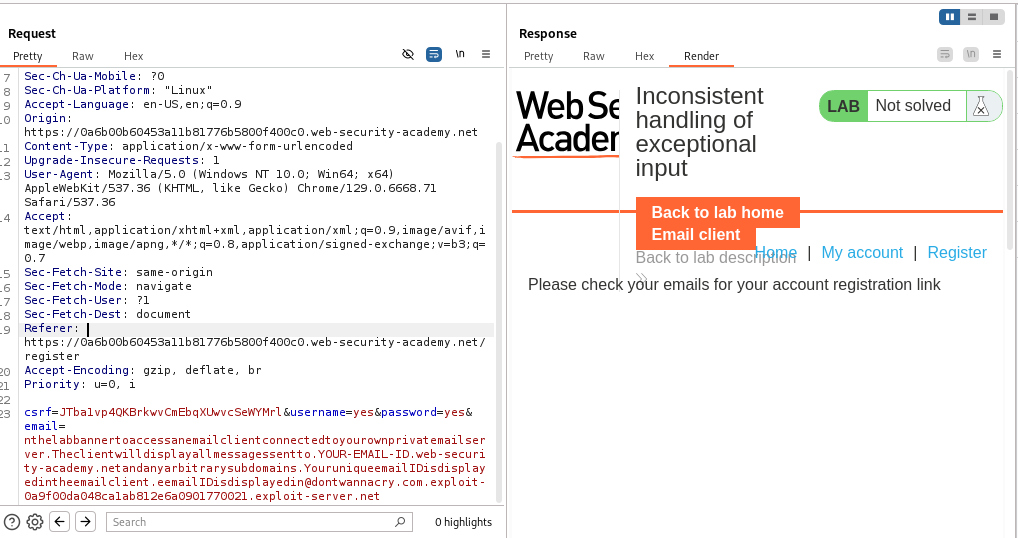 Request
Pretty Raw Hex \n
7 Sec-Ch-Ua-Mobile: ?0
8 Sec-Ch-Ua-Platform: "Linux"
9 Accept-Language: en-US,en;q=0.9
10 Origin:
https://0a6b00b60453a11b81776b5800f400c0.web-security-academy.net
11 Content-Type: application/x-www-form-urlencoded
12 Upgrade-Insecure-Requests: 1
13 User-Agent: Mozilla/5.0 (Windows NT 10.0; Win64; x64)
AppleWebKit/537.36 (KHTML, like Gecko) Chrome/129.0.6668.71
Safari/537.36
14 Accept:
text/html,application/xhtml+xml,application/xml;q=0.9,image/avif,i
mage/webp,image/apng,*/*;q=0.8,application/signed-exchange;v=b3;q=
0.7
15 Sec-Fetch-Site: same-origin
16 Sec-Fetch-Mode: navigate
17 Sec-Fetch-User: ?1
18 Sec-Fetch-Dest: document
19 Referer:
https://0a6b00b60453a11b81776b5800f400c0.web-security-academy.net/
register
20 Accept-Encoding: gzip, deflate, br
21 Priority: u=0, i
22
23 csrf=JTba1vp4QKBrkwvCmEbqXUwvcSeWYMrl&username=yes&password=yes&
email=
nthelabbannertoaccessanemailclientconnectedtoyourownprivatemailser
ver.Theclientwilldisplayallmessagessentto.YOUR-EMAIL-ID.web-securi
ty-academy.netandanyarbitrarysubdomains.YouruniqueemailIDisdisplay
edintheemailclient.eemailIDisdisplayedin@dontwannacry.com.exploit-
0a9f00da048ca1ab812e6a0901770021.exploit-server.net
Search
0 highlights
Response
Pretty Raw Hex Render \n
Web Se
Acader
Inconsistent
handling of
exceptional
input
LAB Not solved
Back to lab home
Email client
Back to lab description
Home | My account | Register
Please check your emails for your account registration link